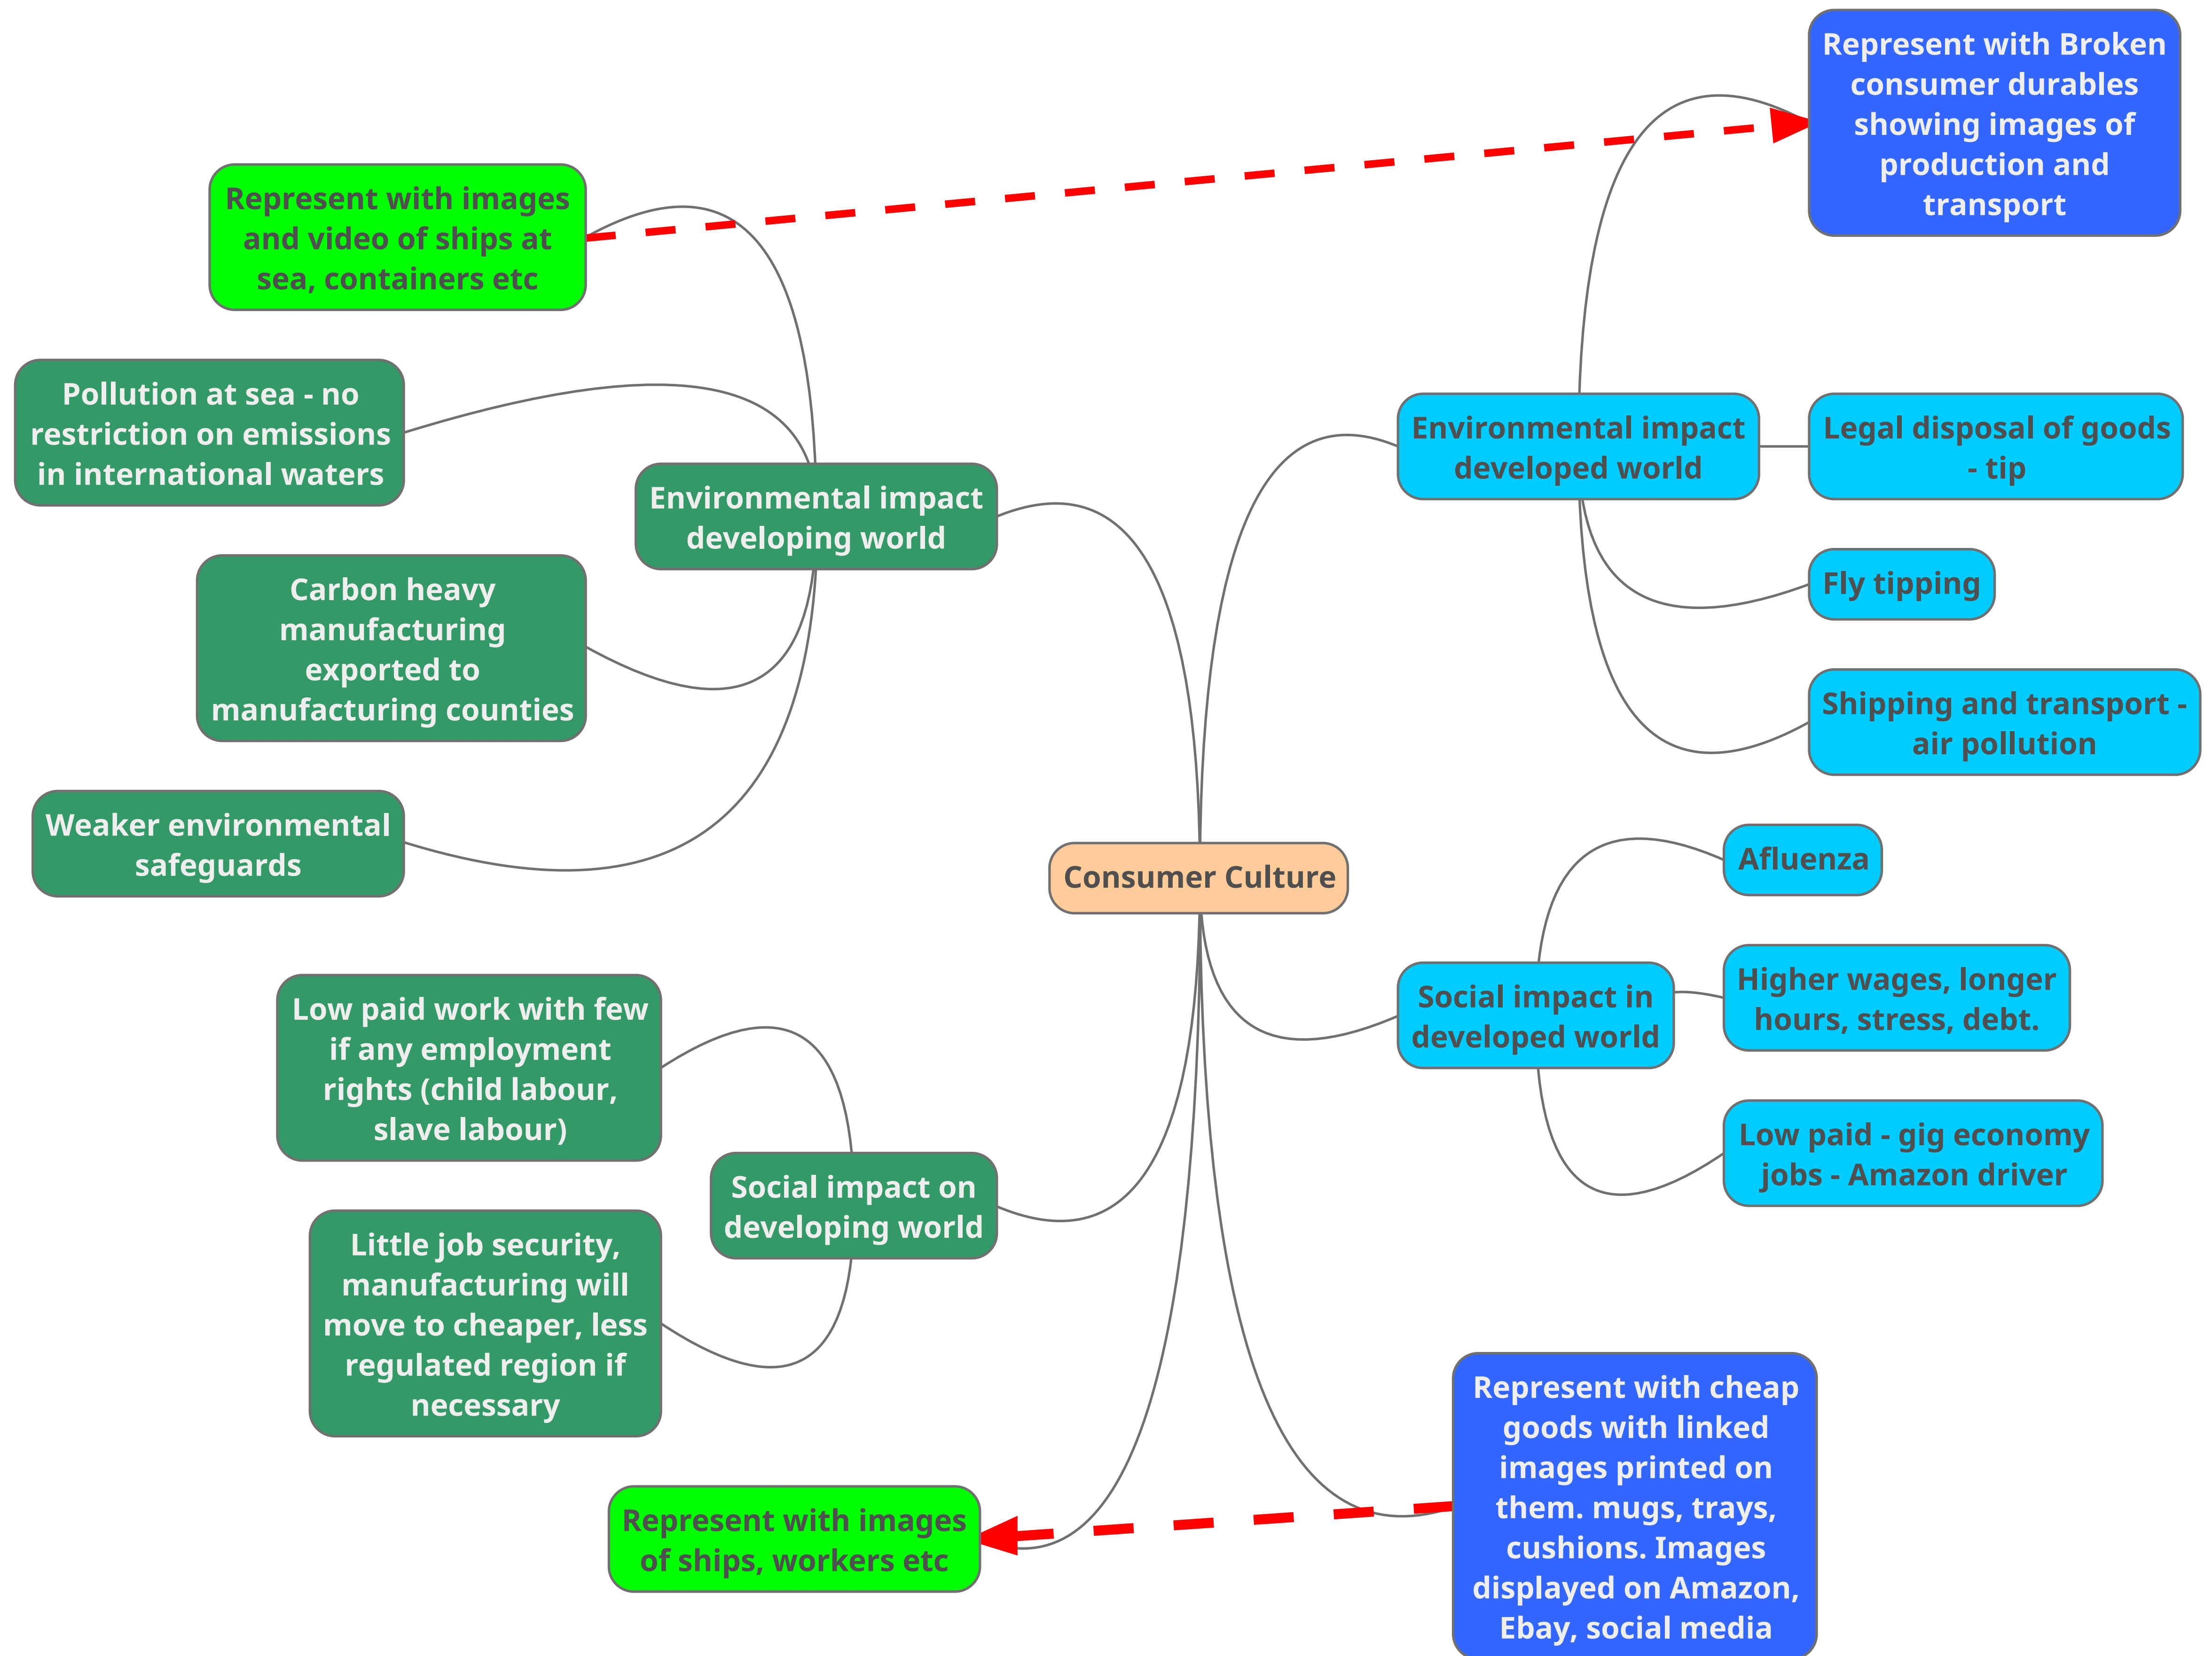 Represent with Broken
consumer durables
showing images of
production and
transport
Represent with images
and video of ships at
sea, containers etc
Pollution at sea - no
restriction on emissions
in international waters
Environmental impact
developing world
Carbon heavy
manufacturing
exported to
manufacturing counties
Weaker environmental
safeguards
Environmental impact
developed world
Legal disposal of goods
- tip
Fly tipping
Shipping and transport -
air pollution
Consumer Culture
Afluenza
Social impact in
developed world
Higher wages, longer
hours, stress, debt.
Low paid - gig economy
jobs - Amazon driver
Low paid work with few
if any employment
rights (child labour,
slave labour)
Social impact on
developing world
Little job security,
manufacturing will
move to cheaper, less
regulated region if
necessary
Represent with images
of ships, workers etc
Represent with cheap
goods with linked
images printed on
them. mugs, trays,
cushions. Images
displayed on Amazon,
Ebay, social media